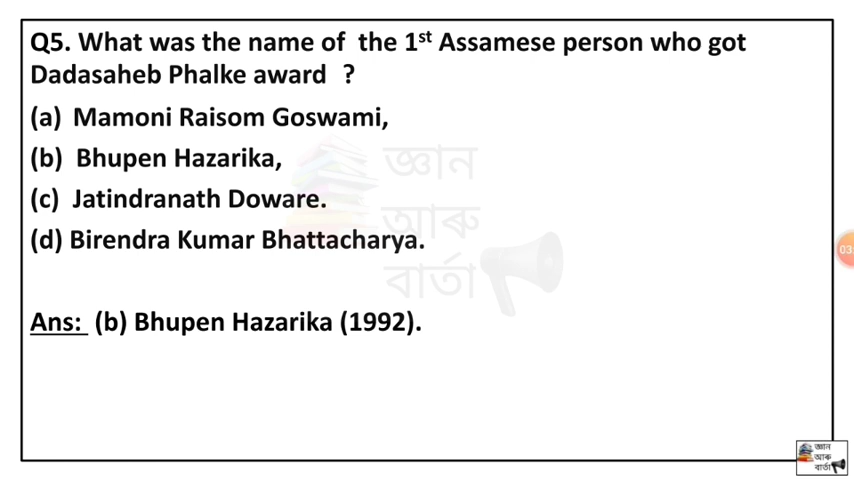 Q5. What was the name of the 1st Assamese person who got
Dadasaheb Phalke award ?
(a) Mamoni Raisom Goswami,
(b) Bhupen Hazarika,
(c) Jatindranath Doware.
(d) Birendra Kumar Bhattacharya.
জ্ঞান
আৰু
বাৰ্তা
Ans: (b) Bhupen Hazarika (1992).
03
জ্ঞান
আৰু
বাৰ্তা